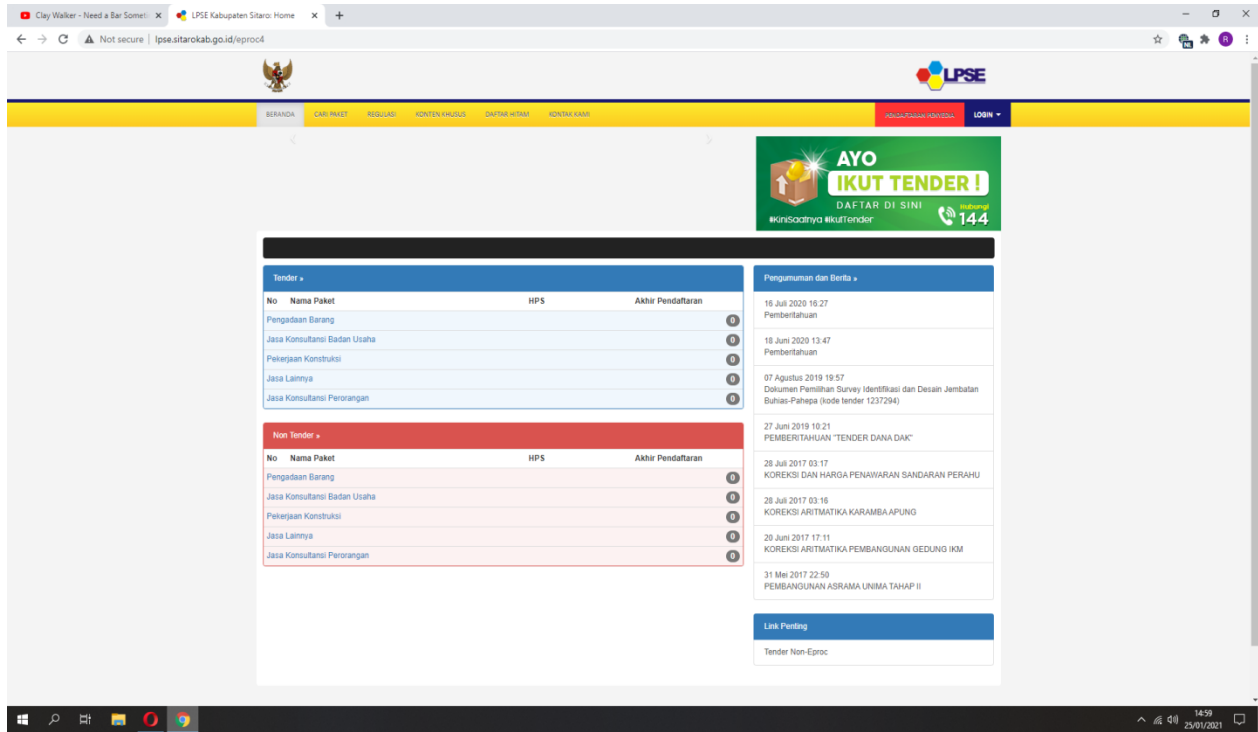 Clay Walker - Need a Bar Someti
LPSE Kabupaten Sitaro: Home
Not secure | lpse.sitarokab.go.id/eproc4
NE
R
LPSE
BERANDA CARI PAKET REGULASI KONTEN KHUSUS DAFTAR HITAM KONTAK KAMI PENDAFTARAN PENYEDIA LOGIN
AYO
IKUT TENDER !
DAFTAR DI SINI
#KiniSaatnya #IkutTender
Hubungi
144
Tender »
No Nama Paket HPS Akhir Pendaftaran
Pengadaan Barang 0
Jasa Konsultansi Badan Usaha 0
Pekerjaan Konstruksi 0
Jasa Lainnya 0
Jasa Konsultansi Perorangan 0
Non Tender »
No Nama Paket HPS Akhir Pendaftaran
Pengadaan Barang 0
Jasa Konsultansi Badan Usaha 0
Pekerjaan Konstruksi 0
Jasa Lainnya 0
Jasa Konsultansi Perorangan 0
Pengumuman dan Berita »
16 Juli 2020 16:27
Pemberitahuan
18 Juni 2020 13:47
Pemberitahuan
07 Agustus 2019 19:57
Dokumen Pemilihan Survey Identifikasi dan Desain Jembatan
Buhias-Pahepa (kode tender 1237294)
27 Juni 2019 10:21
PEMBERITAHUAN "TENDER DANA DAK"
28 Juli 2017 03:17
KOREKSI DAN HARGA PENAWARAN SANDARAN PERAHU
28 Juli 2017 03:16
KOREKSI ARITMATIKA KARAMBA APUNG
20 Juni 2017 17:11
KOREKSI ARITMATIKA PEMBANGUNAN GEDUNG IKM
31 Mei 2017 22:50
PEMBANGUNAN ASRAMA UNIMA TAHAP II
Link Penting
Tender Non-Eproc
14:59
25/01/2021